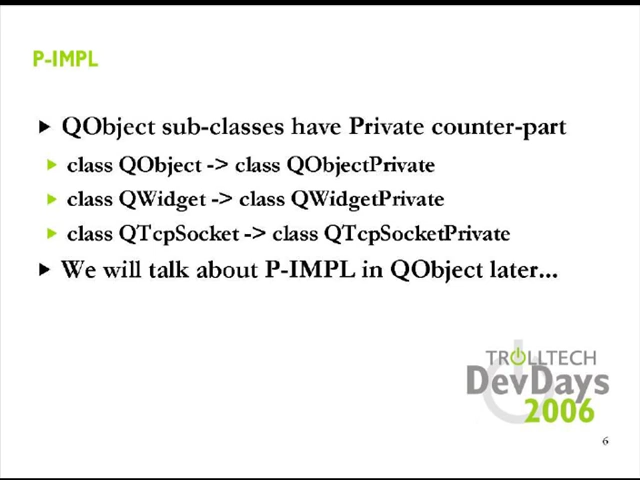 P-IMPL
QObject sub-classes have Private counter-part
class QObject -> class QObjectPrivate
class QWidget -> class QWidgetPrivate
class QTcpSocket -> class QTcpSocketPrivate
We will talk about P-IMPL in QObject later...
TROLLTECH
DevDays
2006
6